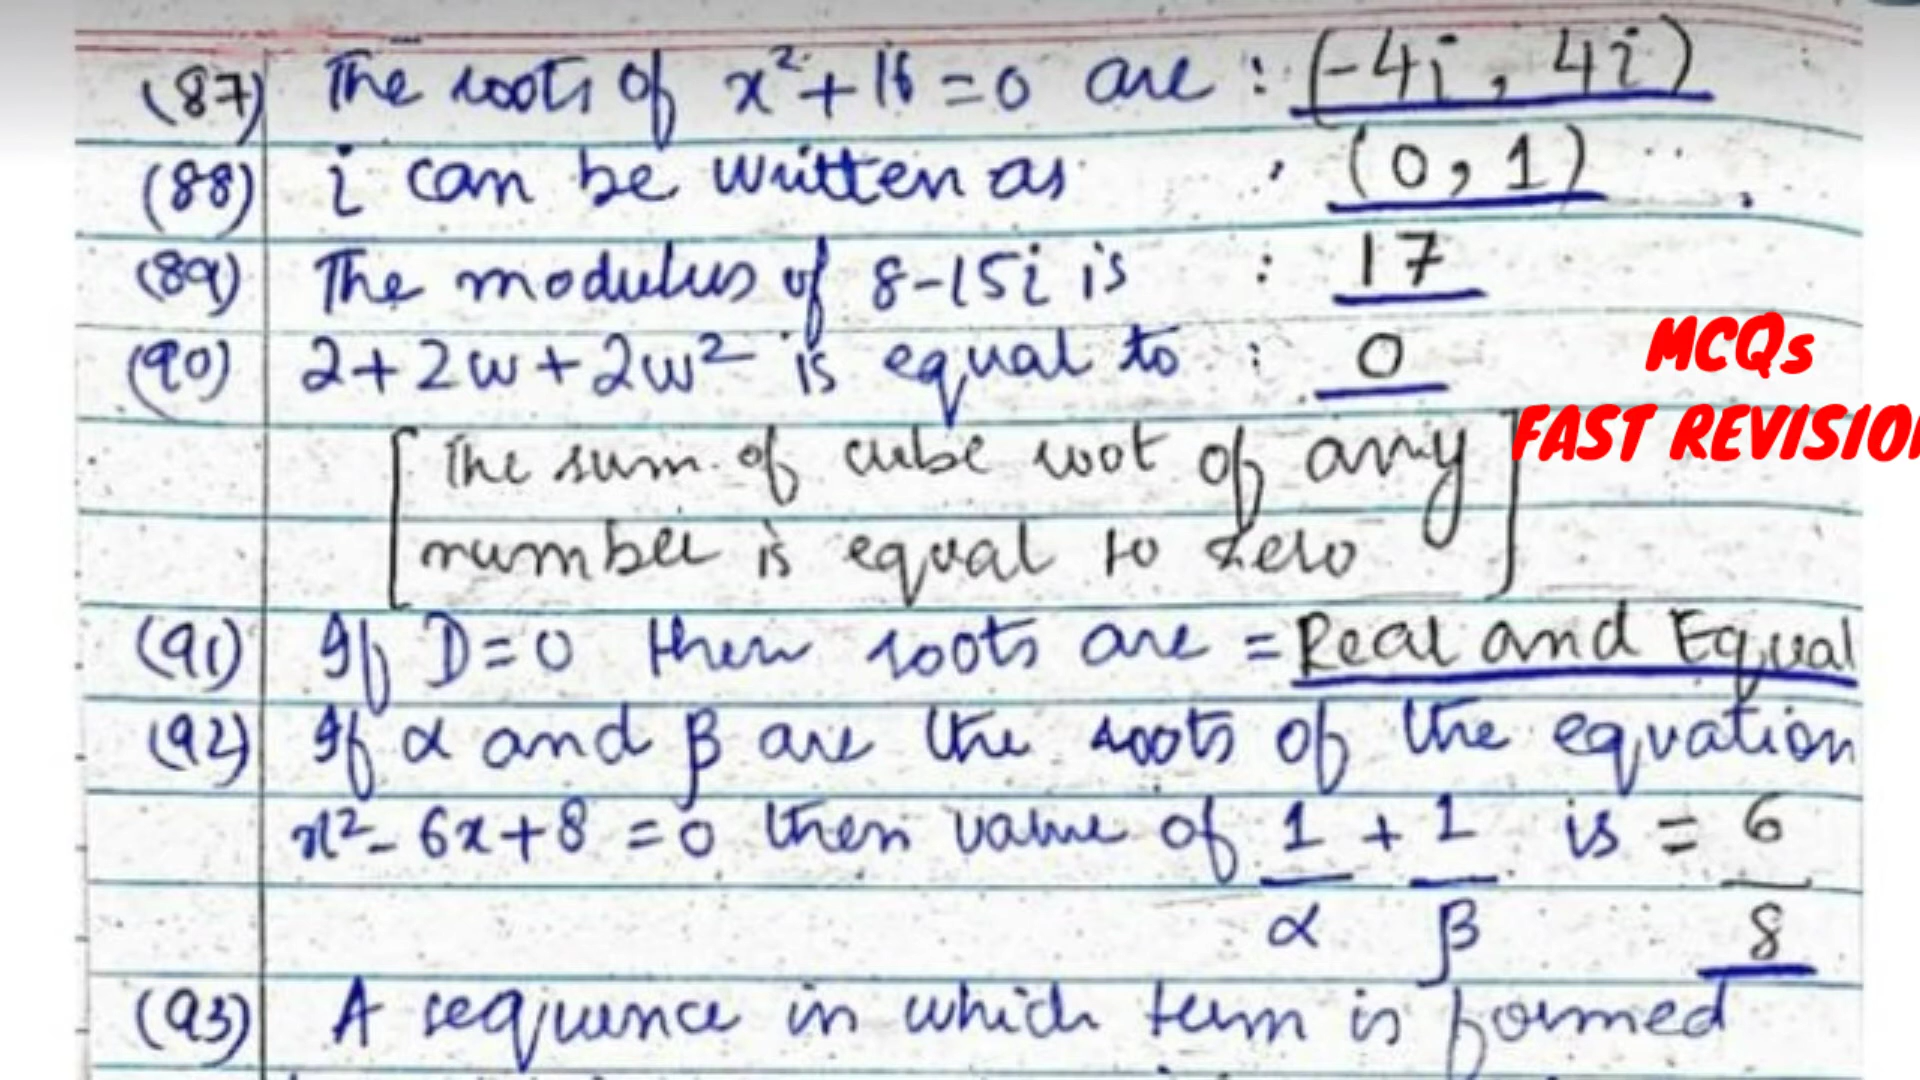 (87) The roots of x²+16=0 are : (-4i, 4i)
(88) i can be written as : (0,1)
(89) The modulus of 8-15i is : 17
(90) 2+2w+2w² is equal to : 0
MCQs
FAST REVISION
[The sum of cube root of any
number is equal to zero]
(91) If D=0 then roots are = Real and Equal
(92) If α and β are the roots of the equation
x²-6x+8=0 then value of 1/α + 1/β is = 6/8
(93) A sequence in which term is formed